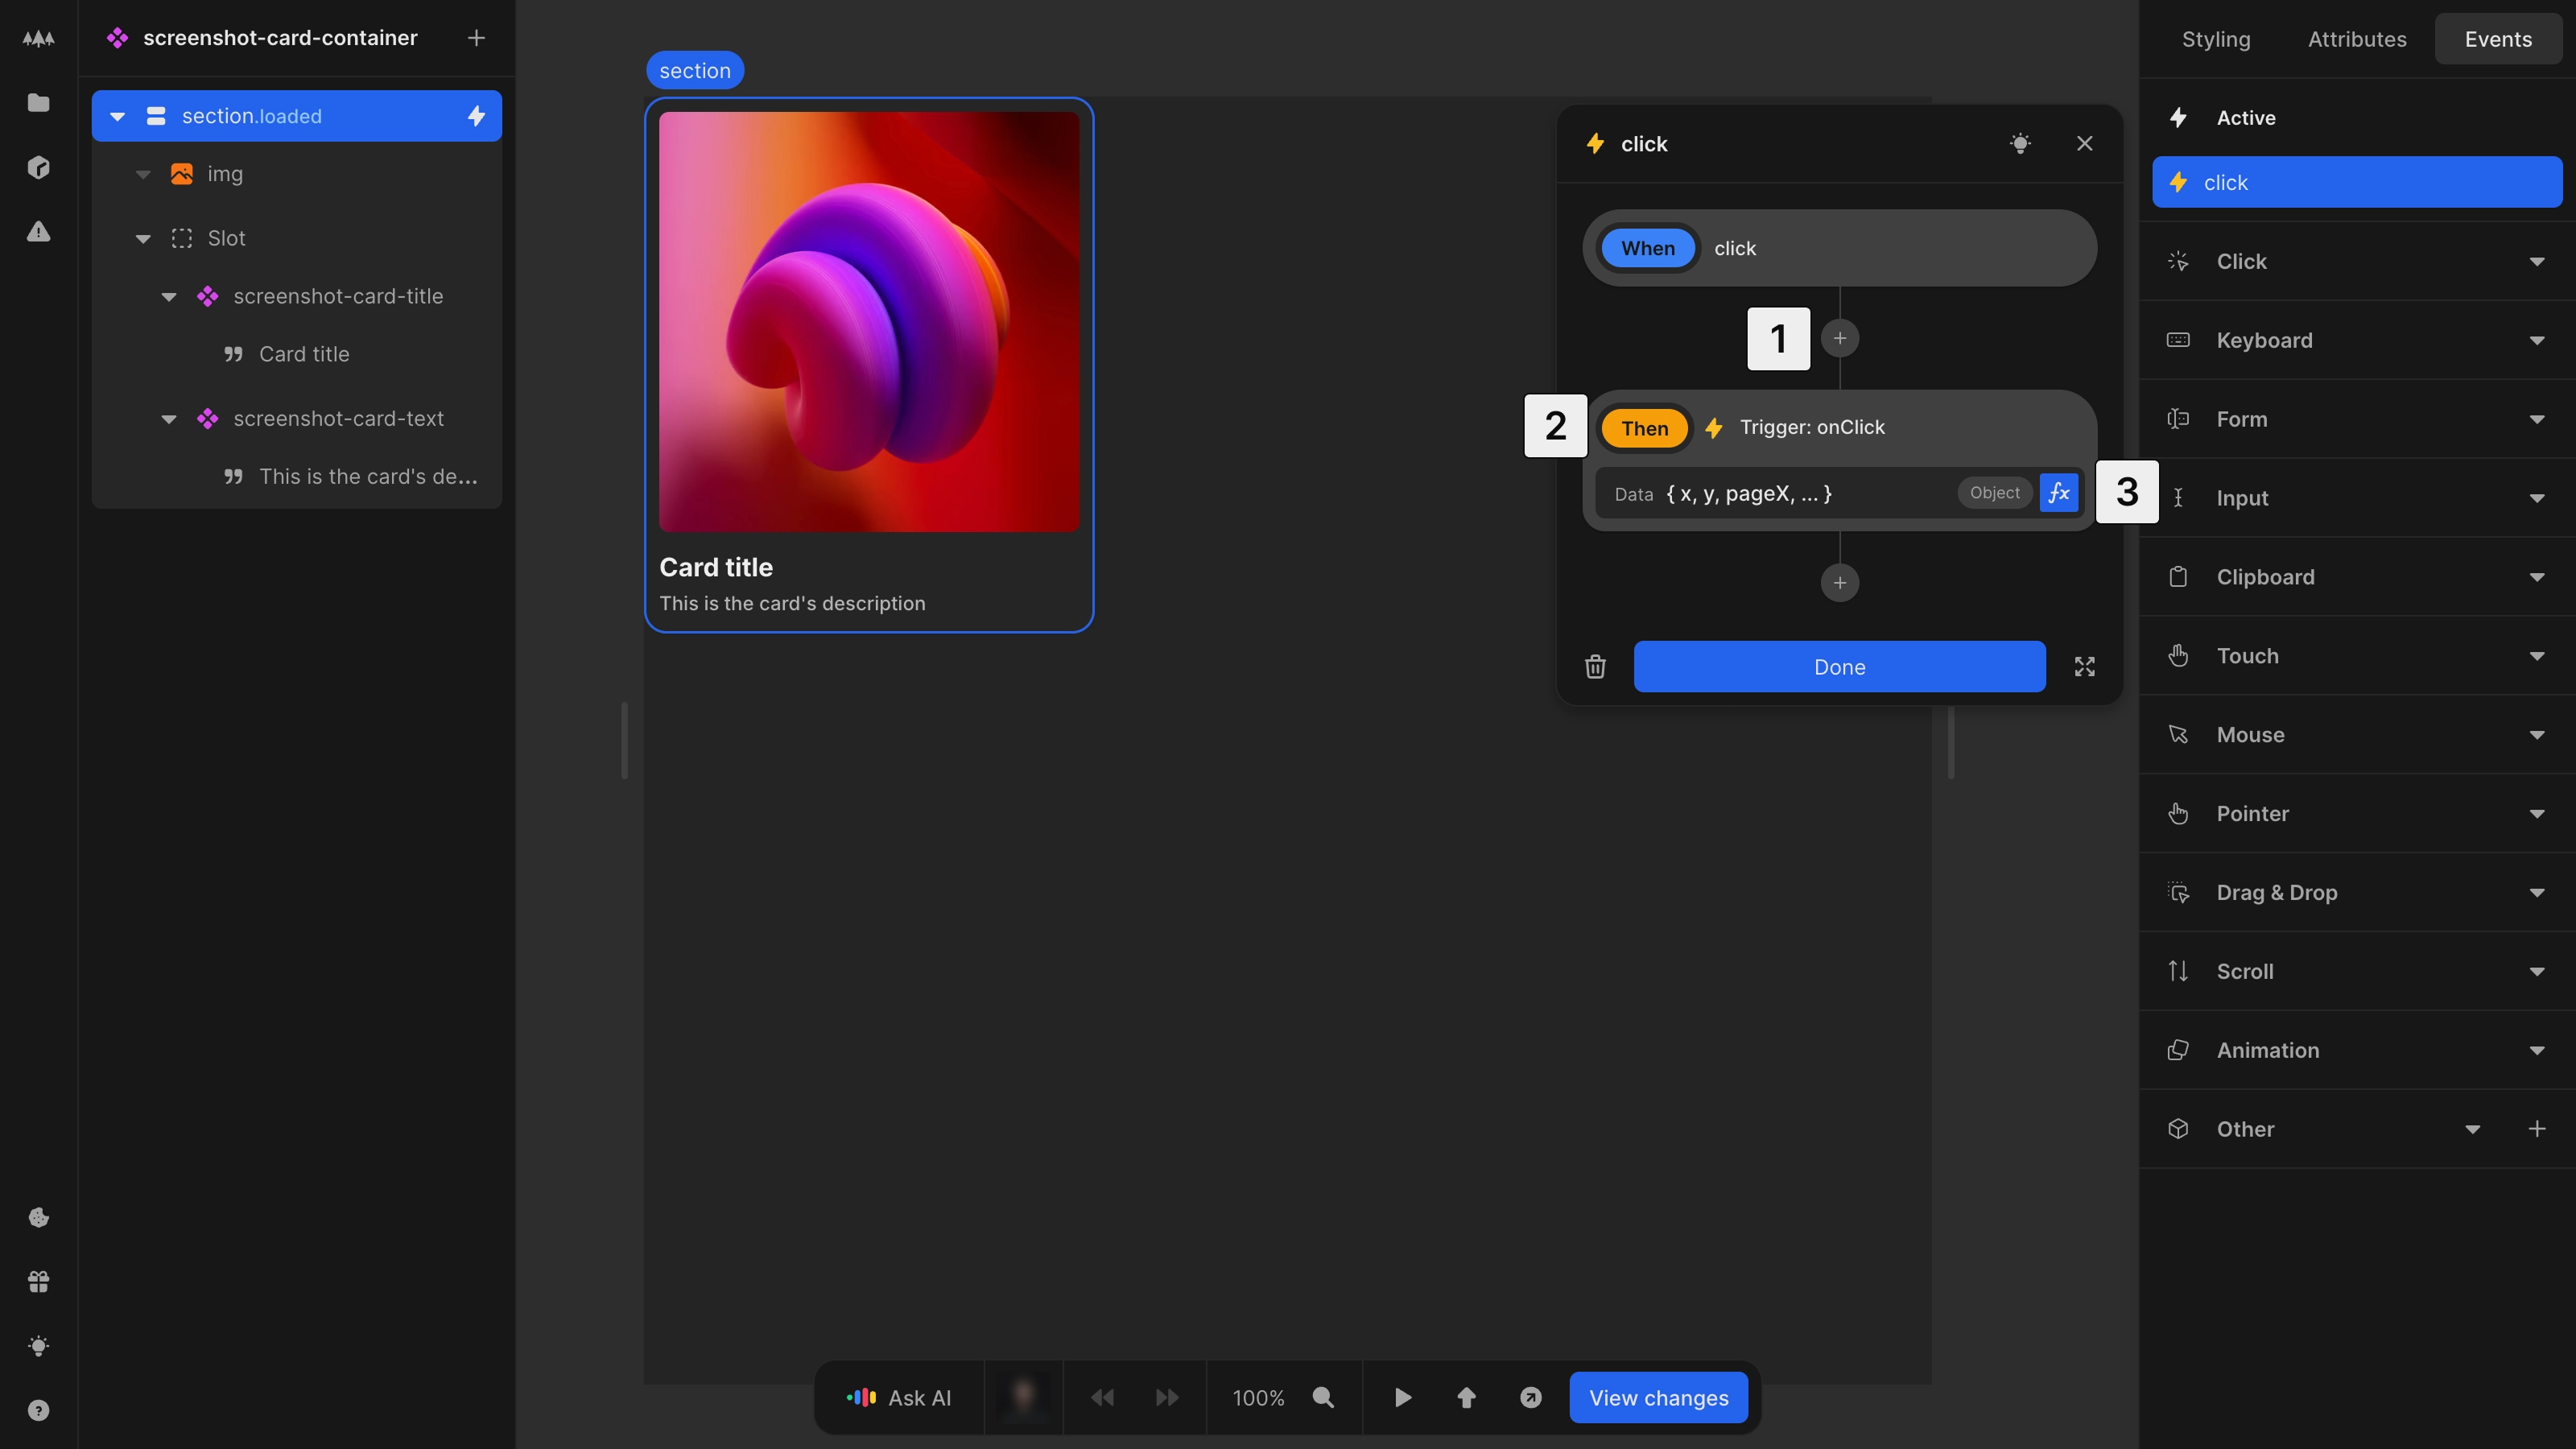 screenshot-card-container
section.loaded
img
Slot
screenshot-card-title
Card title
screenshot-card-text
This is the card's de...
section
Card title
This is the card's description
click
When click
1
2
Then Trigger: onClick
Data { x, y, pageX, ... } Object fx
3
Done
Styling Attributes Events
Active
click
Click
Keyboard
Form
Input
Clipboard
Touch
Mouse
Pointer
Drag & Drop
Scroll
Animation
Other
Ask AI 100% View changes